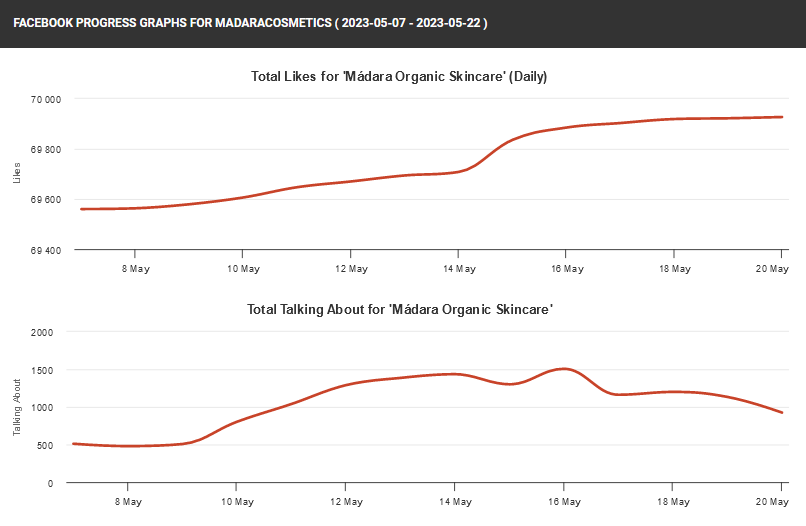 FACEBOOK PROGRESS GRAPHS FOR MADARACOSMETICS ( 2023-05-07 - 2023-05-22 )
Total Likes for 'Mádara Organic Skincare' (Daily)
70 000
69 800
69 600
69 400
Likes
8 May 10 May 12 May 14 May 16 May 18 May 20 May
Total Talking About for 'Mádara Organic Skincare'
2000
1500
1000
500
0
Talking About
8 May 10 May 12 May 14 May 16 May 18 May 20 May